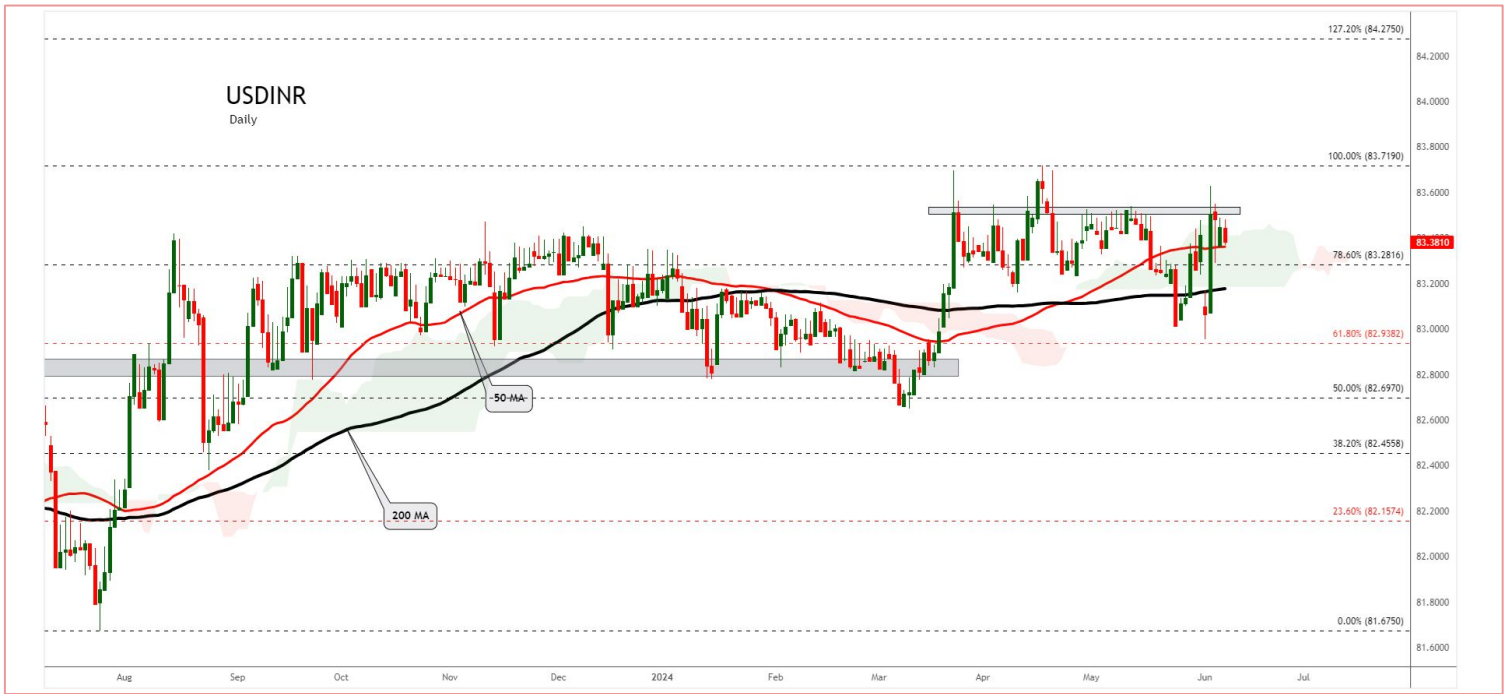 USDINR
Daily
127.20% (84.2750)
84.2000
84.0000
83.8000
100.00% (83.7190)
83.6000
83.3810
78.60% (83.2816)
83.2000
83.0000
61.80% (82.9382)
82.8000
50.00% (82.6970)
82.6000
38.20% (82.4558)
82.4000
82.2000
23.60% (82.1574)
82.0000
81.8000
0.00% (81.6750)
81.6000
50 MA
200 MA
Aug
Sep
Oct
Nov
Dec
2024
Feb
Mar
Apr
May
Jun
Jul